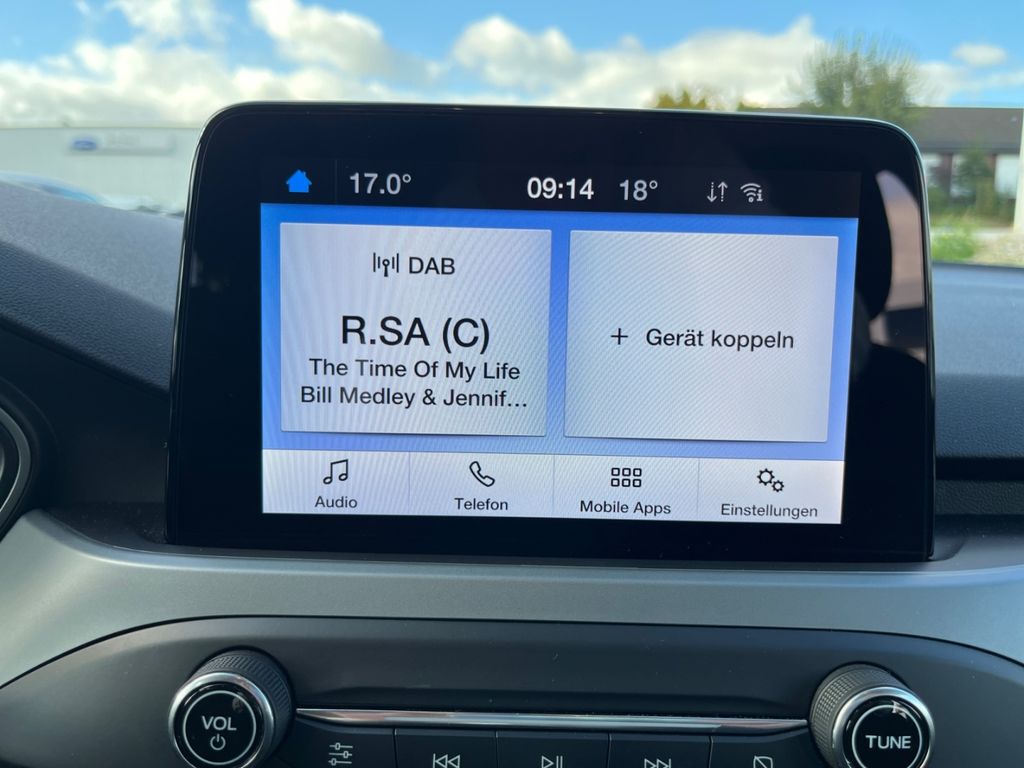 17.0° 09:14 18°
DAB
R.SA (C)
The Time Of My Life
Bill Medley & Jennif...
+ Gerät koppeln
Audio Telefon Mobile Apps Einstellungen
VOL
TUNE